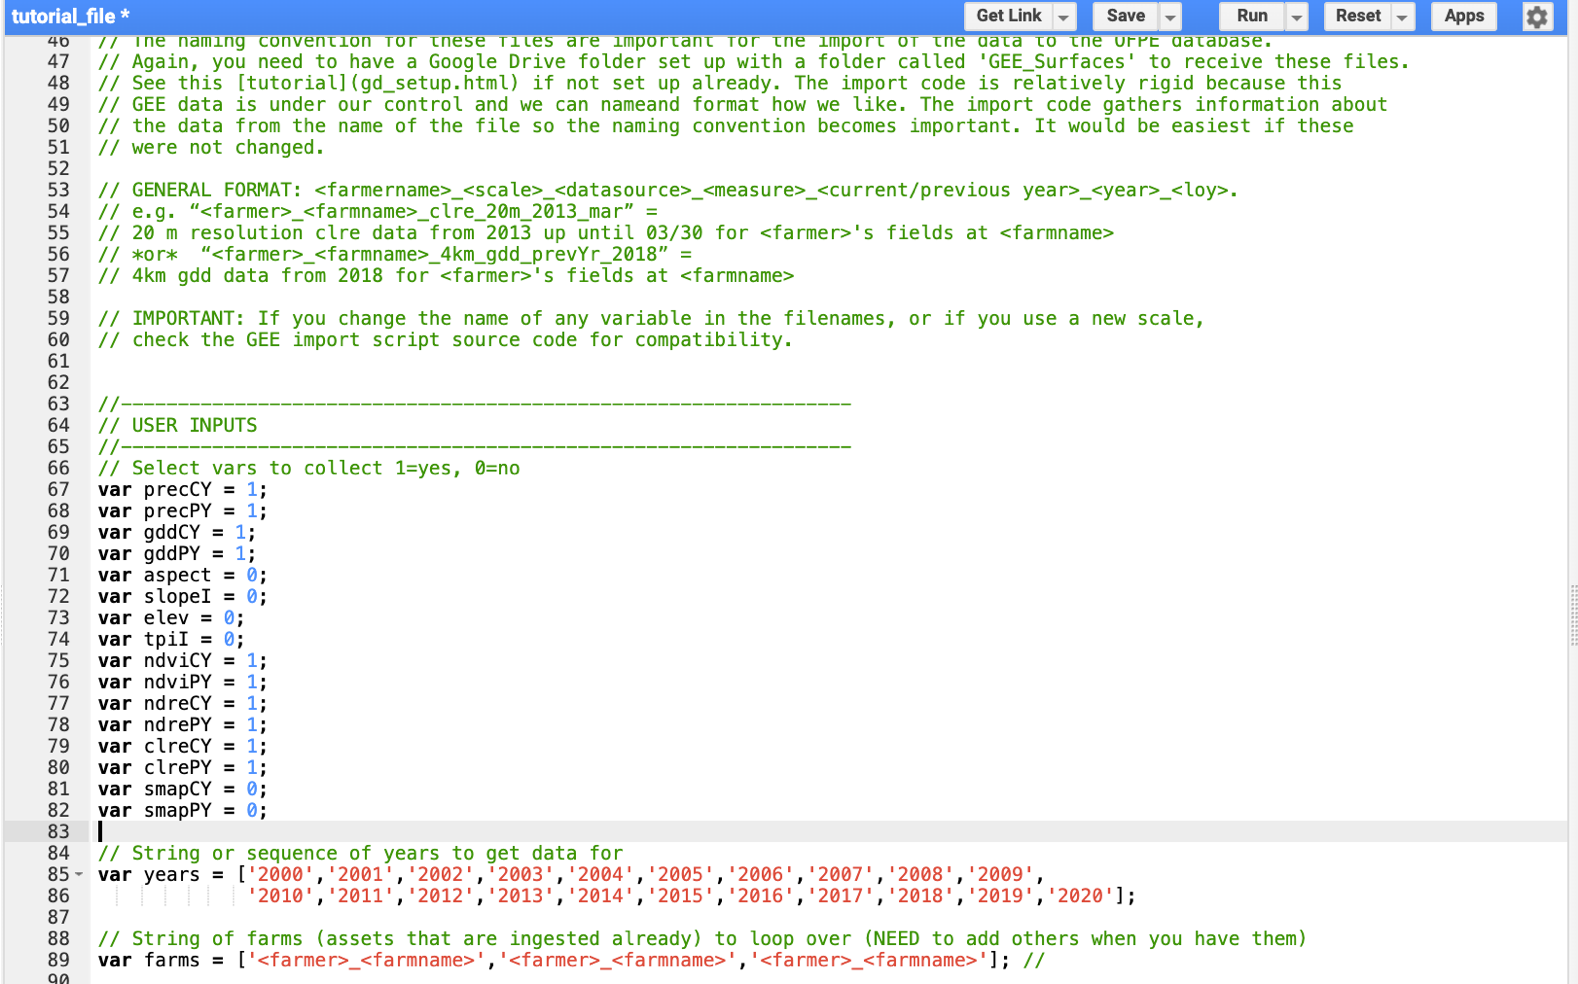 tutorial_file *
Get Link
Save
Run
Reset
Apps
46 // The naming convention for these files are important for the import of the data to the OFPE database.
47 // Again, you need to have a Google Drive folder set up with a folder called 'GEE_Surfaces' to receive these files.
48 // See this [tutorial](gd_setup.html) if not set up already. The import code is relatively rigid because this
49 // GEE data is under our control and we can nameand format how we like. The import code gathers information about
50 // the data from the name of the file so the naming convention becomes important. It would be easiest if these
51 // were not changed.
52
53 // GENERAL FORMAT: <farmername>_<scale>_<datasource>_<measure>_<current/previous year>_<year>_<loy>.
54 // e.g. “<farmer>_<farmname>_clre_20m_2013_mar” =
55 // 20 m resolution clre data from 2013 up until 03/30 for <farmer>'s fields at <farmname>
56 // *or*  “<farmer>_<farmname>_4km_gdd_prevYr_2018” =
57 // 4km gdd data from 2018 for <farmer>'s fields at <farmname>
58
59 // IMPORTANT: If you change the name of any variable in the filenames, or if you use a new scale,
60 // check the GEE import script source code for compatibility.
61
62
63 //----------------------------------------------------------------
64 // USER INPUTS
65 //----------------------------------------------------------------
66 // Select vars to collect 1=yes, 0=no
67 var precCY = 1;
68 var precPY = 1;
69 var gddCY = 1;
70 var gddPY = 1;
71 var aspect = 0;
72 var slopeI = 0;
73 var elev = 0;
74 var tpiI = 0;
75 var ndviCY = 1;
76 var ndviPY = 1;
77 var ndreCY = 1;
78 var ndrePY = 1;
79 var clreCY = 1;
80 var clrePY = 1;
81 var smapCY = 0;
82 var smapPY = 0;
83
84 // String or sequence of years to get data for
85 var years = ['2000','2001','2002','2003','2004','2005','2006','2007','2008','2009',
86 '2010','2011','2012','2013','2014','2015','2016','2017','2018','2019','2020'];
87
88 // String of farms (assets that are ingested already) to loop over (NEED to add others when you have them)
89 var farms = ['<farmer>_<farmname>','<farmer>_<farmname>','<farmer>_<farmname>']; //
90